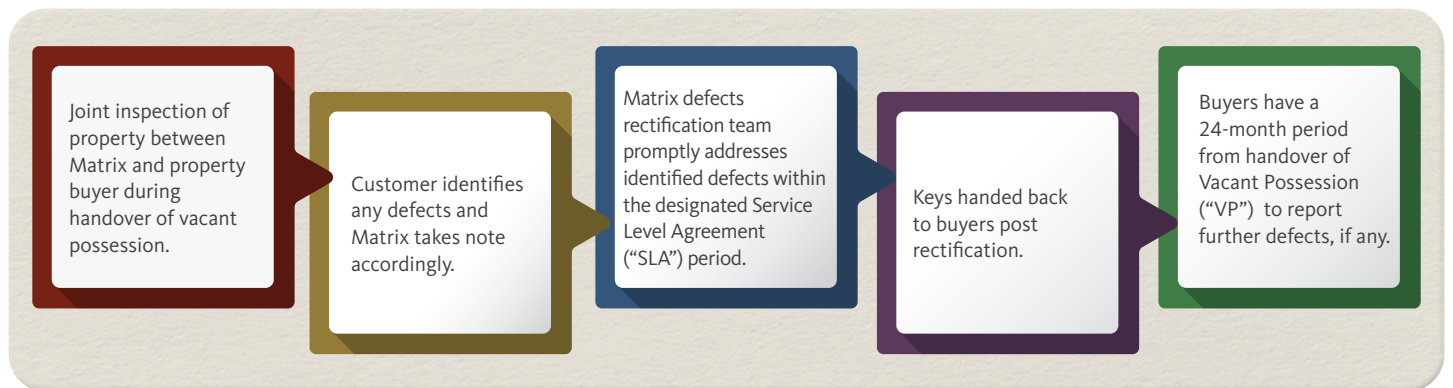 Joint inspection of
property between
Matrix and property
buyer during
handover of vacant
possession.
Customer identifies
any defects and
Matrix takes note
accordingly.
Matrix defects
rectification team
promptly addresses
identified defects within
the designated Service
Level Agreement
(“SLA”) period.
Keys handed back
to buyers post
rectification.
Buyers have a
24-month period
from handover of
Vacant Possession
(“VP”) to report
further defects, if any.